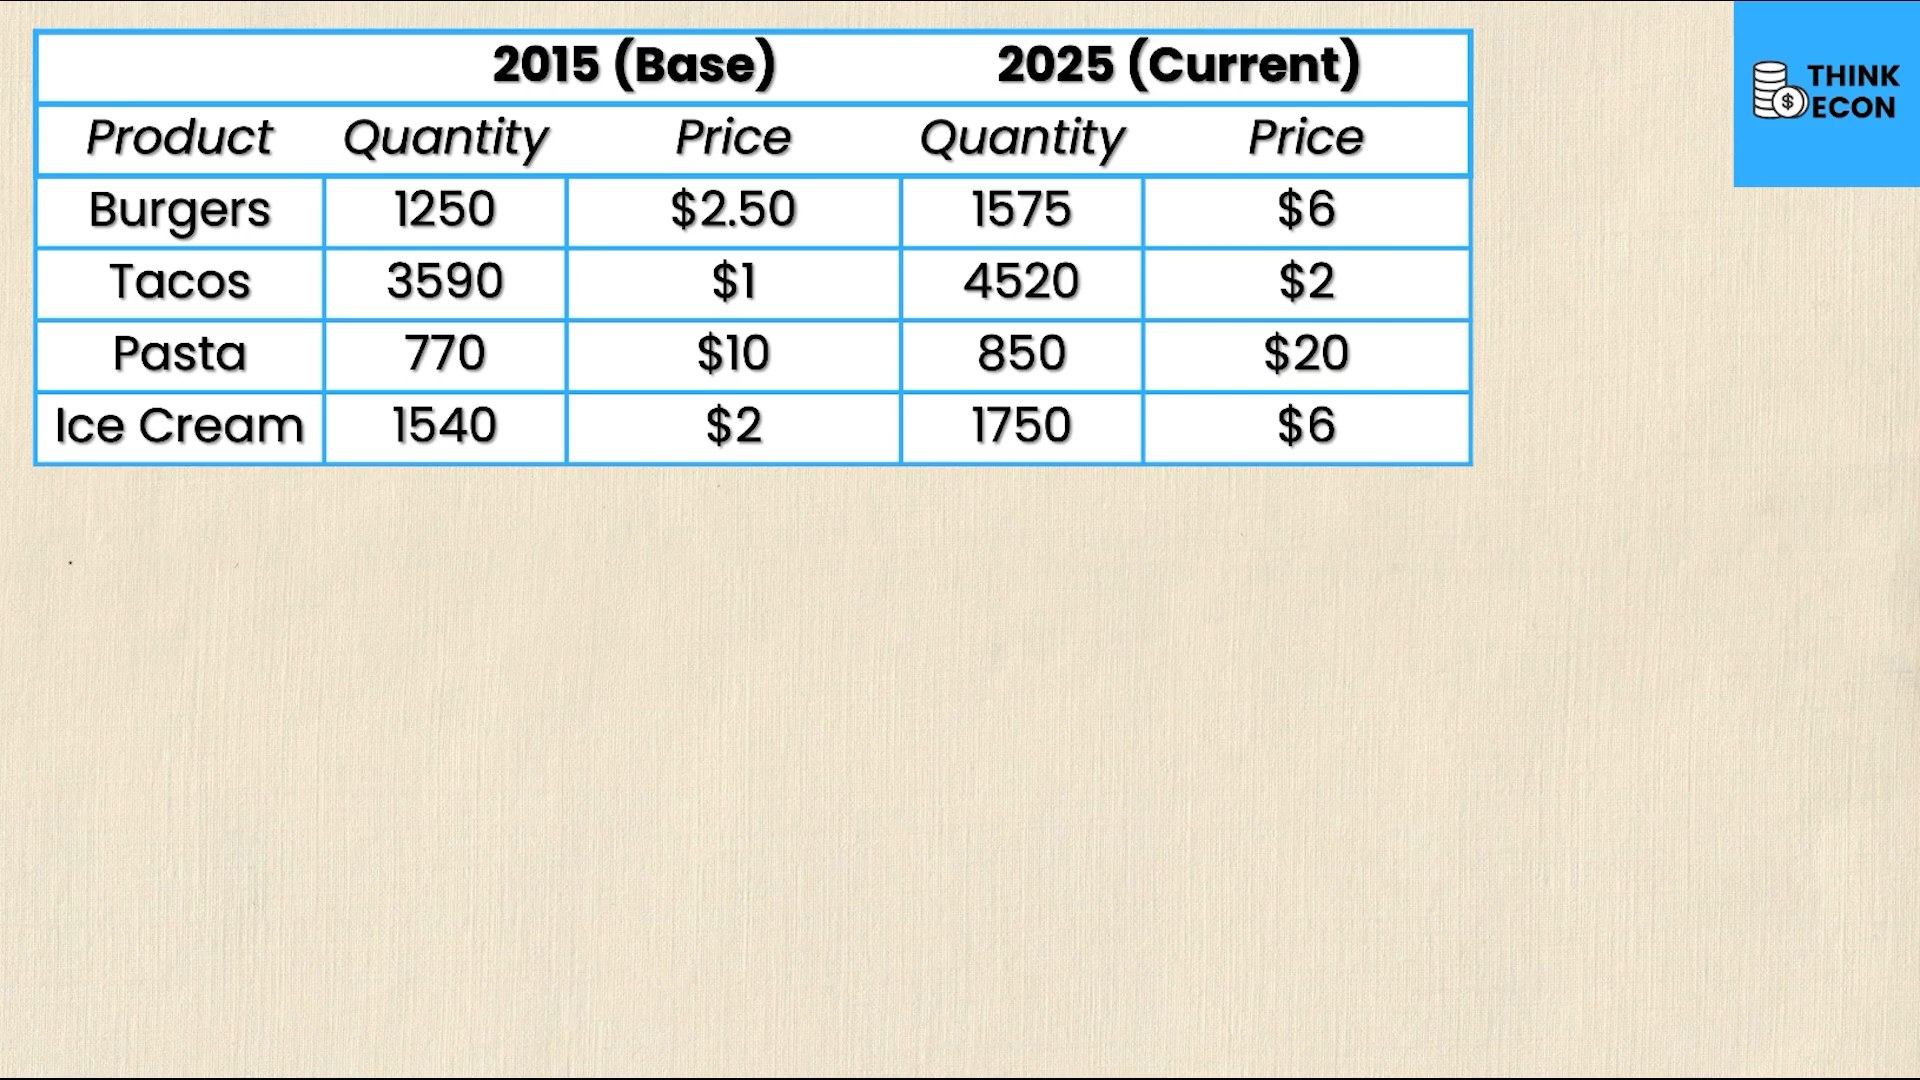 2015 (Base) 2025 (Current)
Product Quantity Price Quantity Price
Burgers 1250 $2.50 1575 $6
Tacos 3590 $1 4520 $2
Pasta 770 $10 850 $20
Ice Cream 1540 $2 1750 $6
THINK
$ ECON